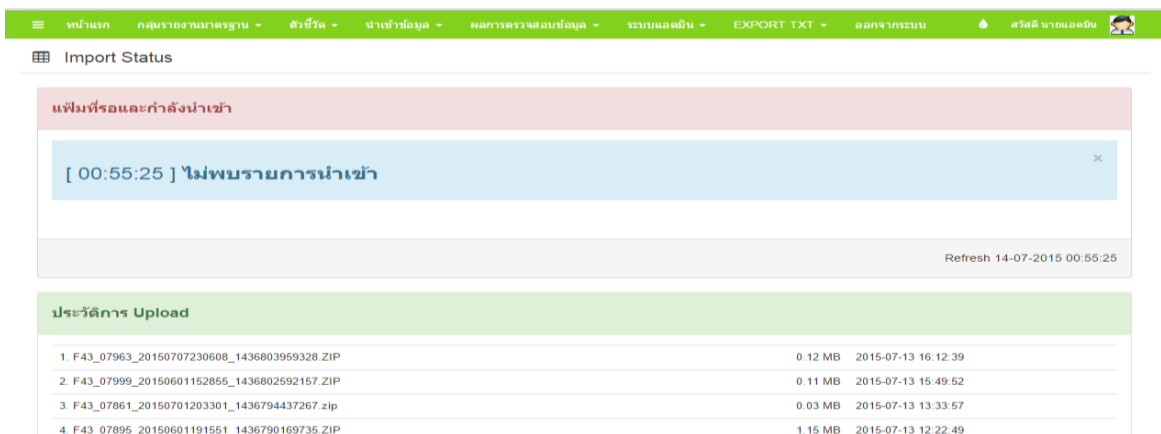 หน้าแรก กลุ่มรายงานมาตรฐาน ตัวชี้วัด นำเข้าข้อมูล ผลการตรวจสอบข้อมูล ระบบแอดมิน EXPORT TXT ออกจากระบบ สวัสดี นายแอดมิน
Import Status
แฟ้มที่รอและกำลังนำเข้า
[ 00:55:25 ] ไม่พบรายการนำเข้า ×
Refresh 14-07-2015 00:55:25
ประวัติการ Upload
1. F43_07963_20150707230608_1436803959328.ZIP 0.12 MB 2015-07-13 16:12:39
2. F43_07999_20150601152855_1436802592157.ZIP 0.11 MB 2015-07-13 15:49:52
3. F43_07861_20150701203301_1436794437267.zip 0.03 MB 2015-07-13 13:33:57
4. F43_07895_20150601191551_1436790169735.ZIP 1.15 MB 2015-07-13 12:22:49